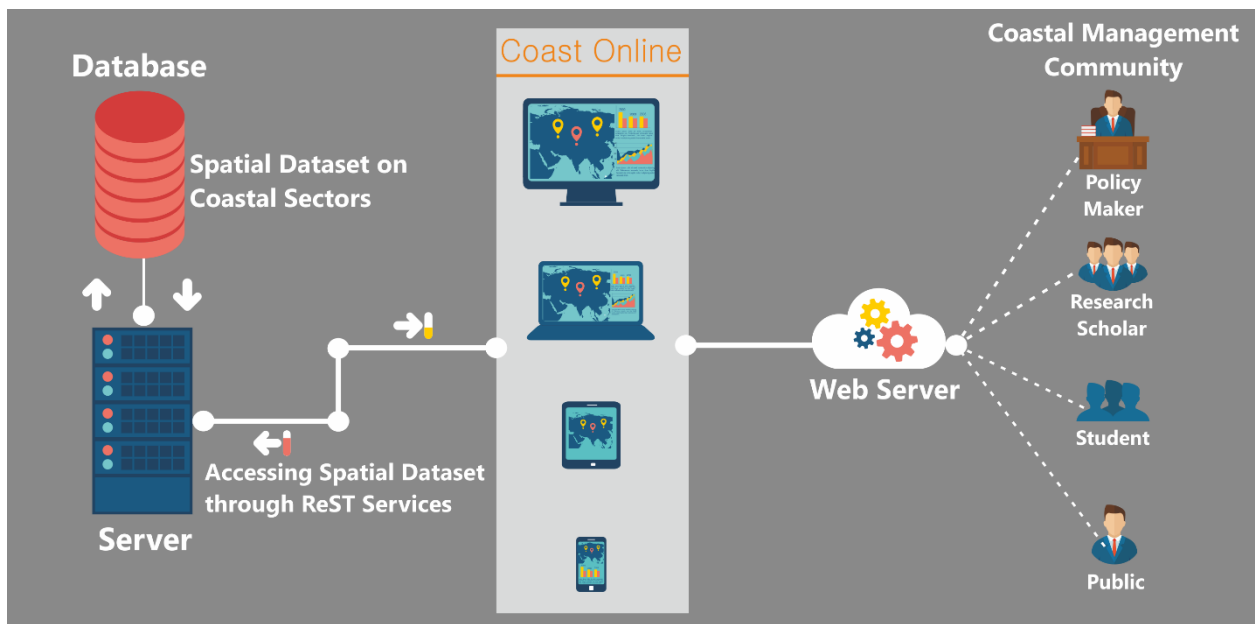 Database
Spatial Dataset on
Coastal Sectors
Server
Accessing Spatial Dataset
through ReST Services
Coast Online
Web Server
Coastal Management
Community
Policy
Maker
Research
Scholar
Student
Public